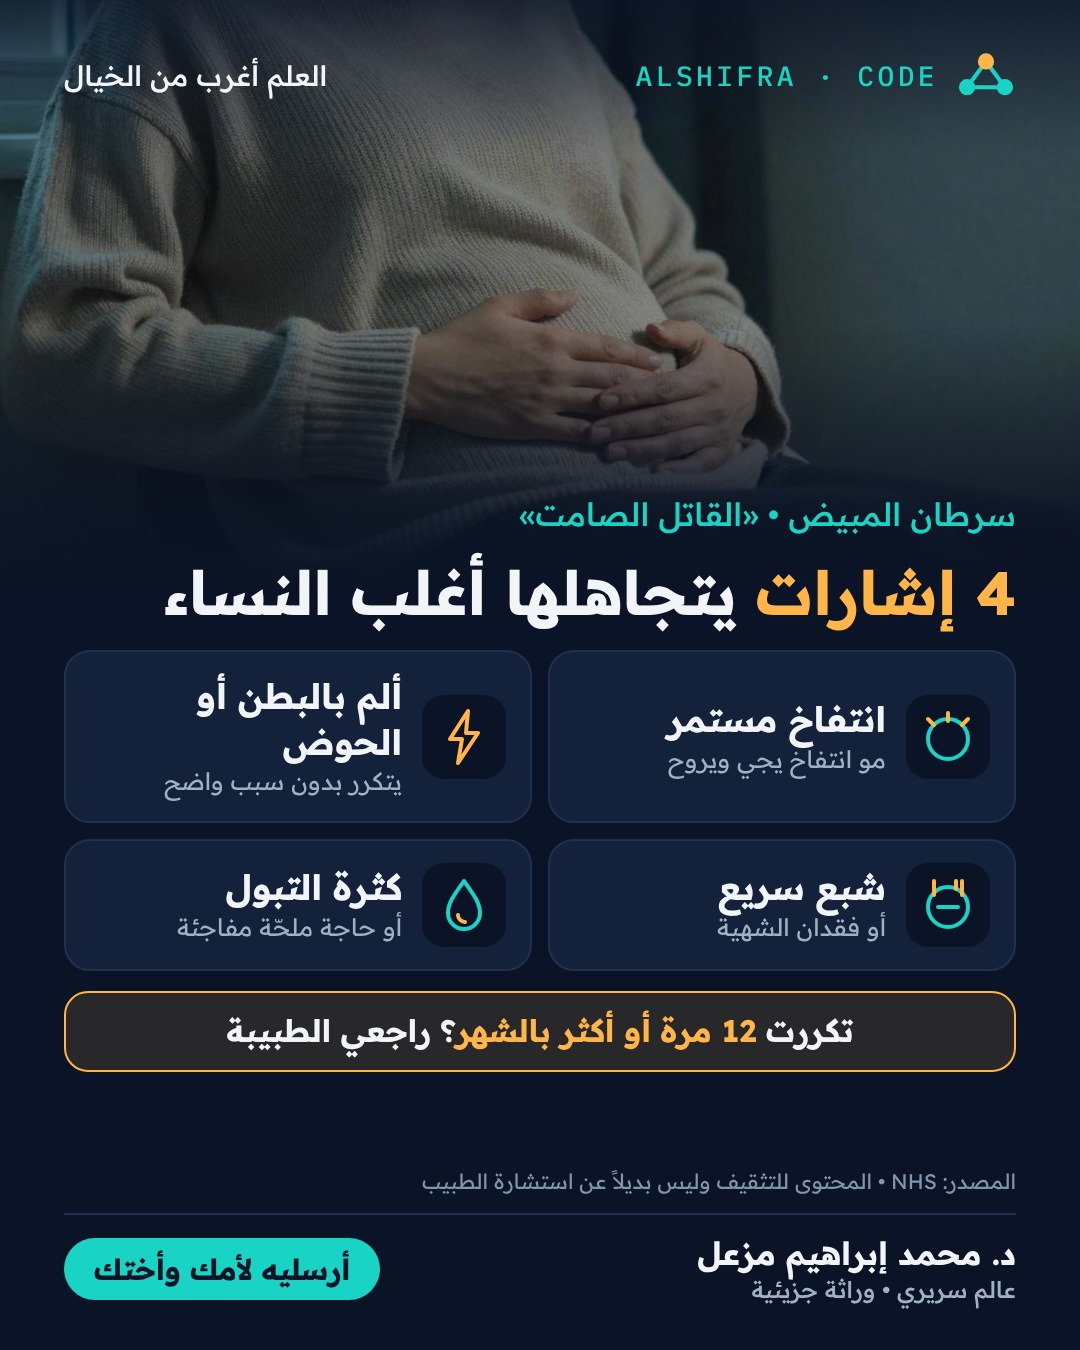 ALSHIFRA · CODE
العلم أغرب من الخيال
سرطان المبيض • «القاتل الصامت»
4 إشارات يتجاهلها أغلب النساء
انتفاخ مستمر
مو انتفاخ يجي ويروح
ألم بالبطن أو
الحوض
يتكرر بدون سبب واضح
شبع سريع
أو فقدان الشهية
كثرة التبول
أو حاجة ملحّة مفاجئة
تكررت 12 مرة أو أكثر بالشهر؟ راجعي الطبيبة
المصدر: NHS • المحتوى للتثقيف وليس بديلاً عن استشارة الطبيب
د. محمد إبراهيم مزعل
عالم سريري • وراثة جزيئية
أرسليه لأمك وأختك